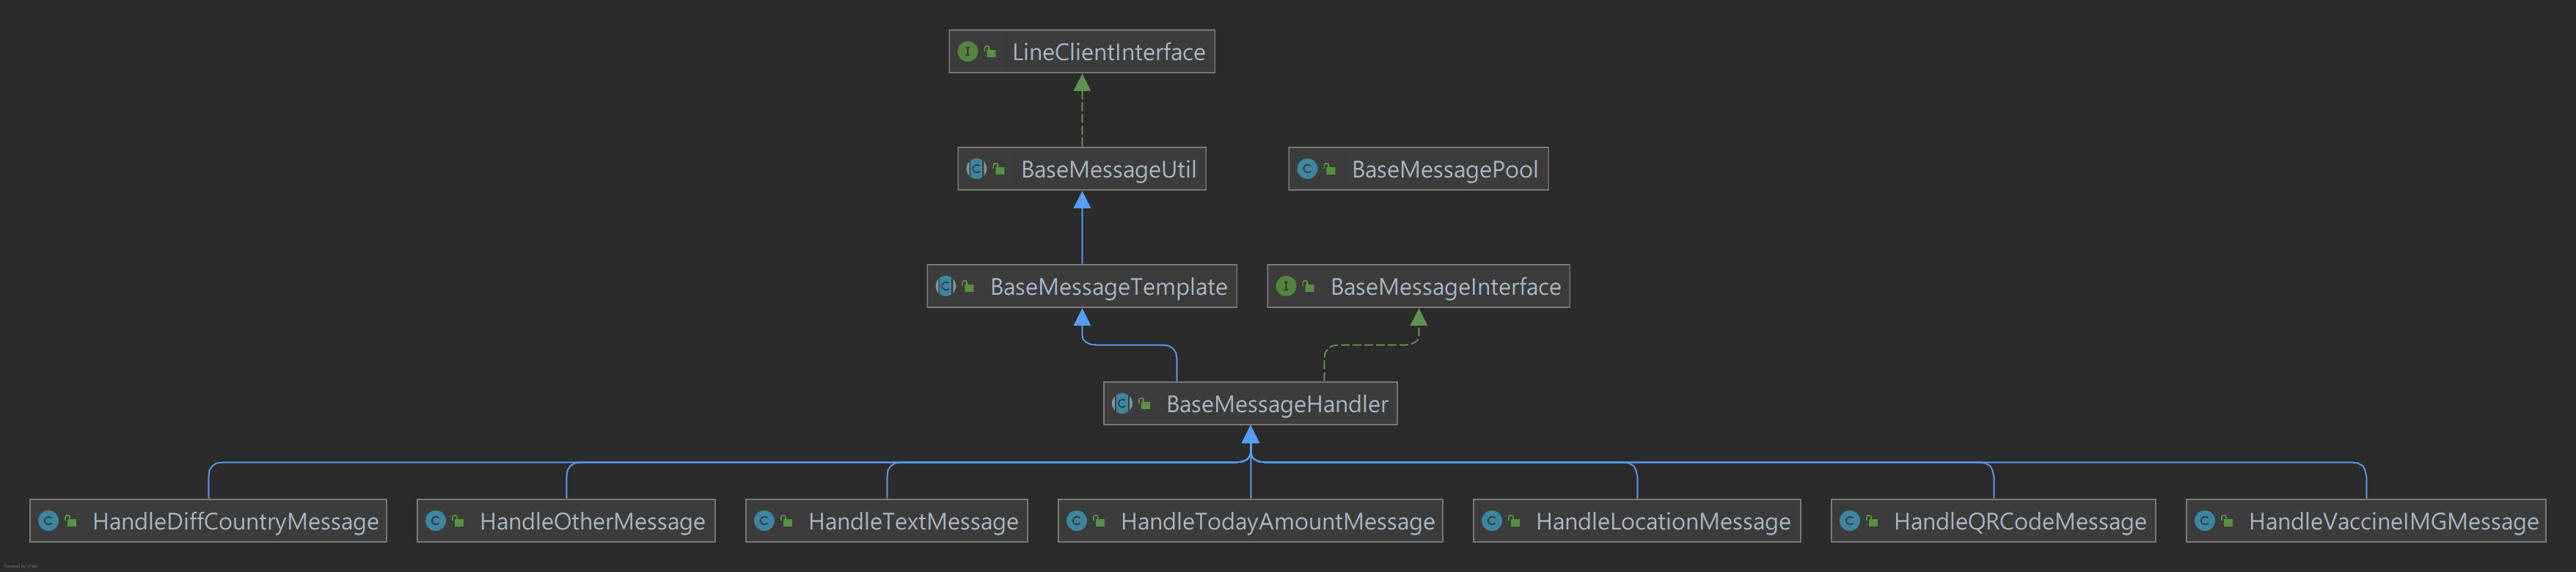 LineClientInterface
BaseMessageUtil
BaseMessagePool
BaseMessageTemplate
BaseMessageInterface
BaseMessageHandler
HandleDiffCountryMessage
HandleOtherMessage
HandleTextMessage
HandleTodayAmountMessage
HandleLocationMessage
HandleQRCodeMessage
HandleVaccineIMGMessage
Powered by yFiles